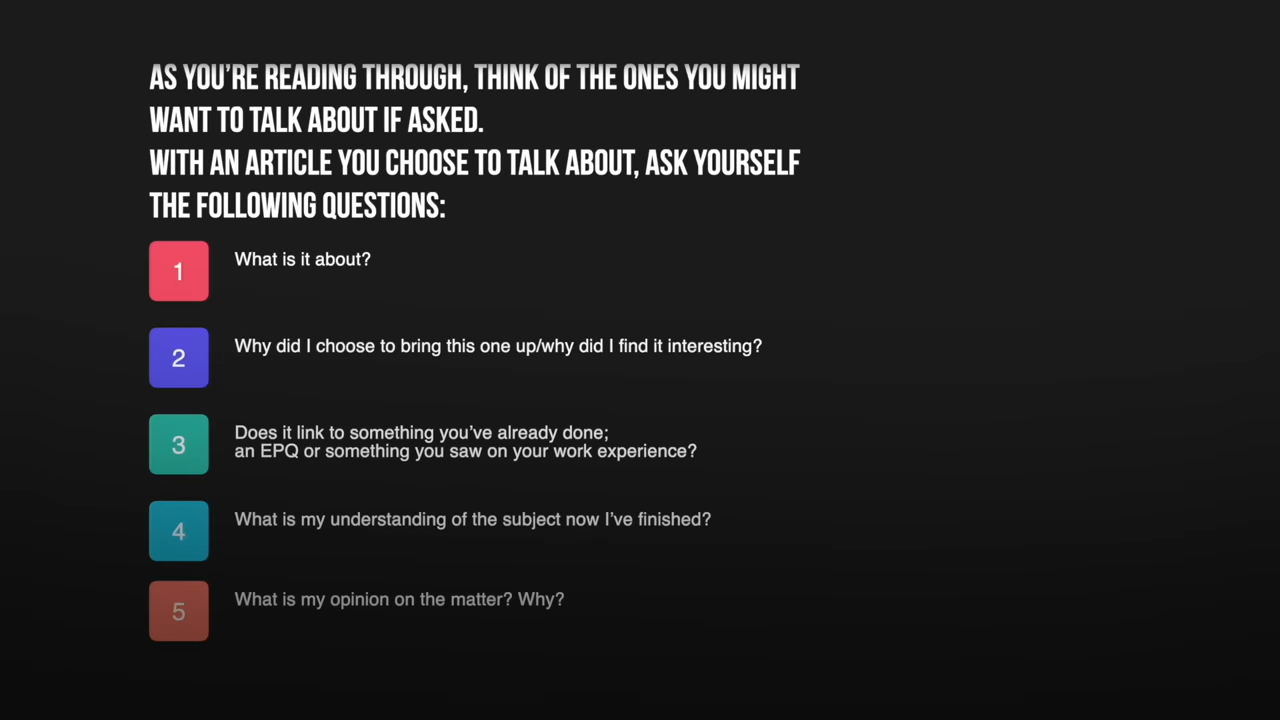 AS YOU’RE READING THROUGH, THINK OF THE ONES YOU MIGHT
WANT TO TALK ABOUT IF ASKED.
WITH AN ARTICLE YOU CHOOSE TO TALK ABOUT, ASK YOURSELF
THE FOLLOWING QUESTIONS:
1 What is it about?
2 Why did I choose to bring this one up/why did I find it interesting?
3 Does it link to something you’ve already done;
an EPQ or something you saw on your work experience?
4 What is my understanding of the subject now I’ve finished?
5 What is my opinion on the matter? Why?